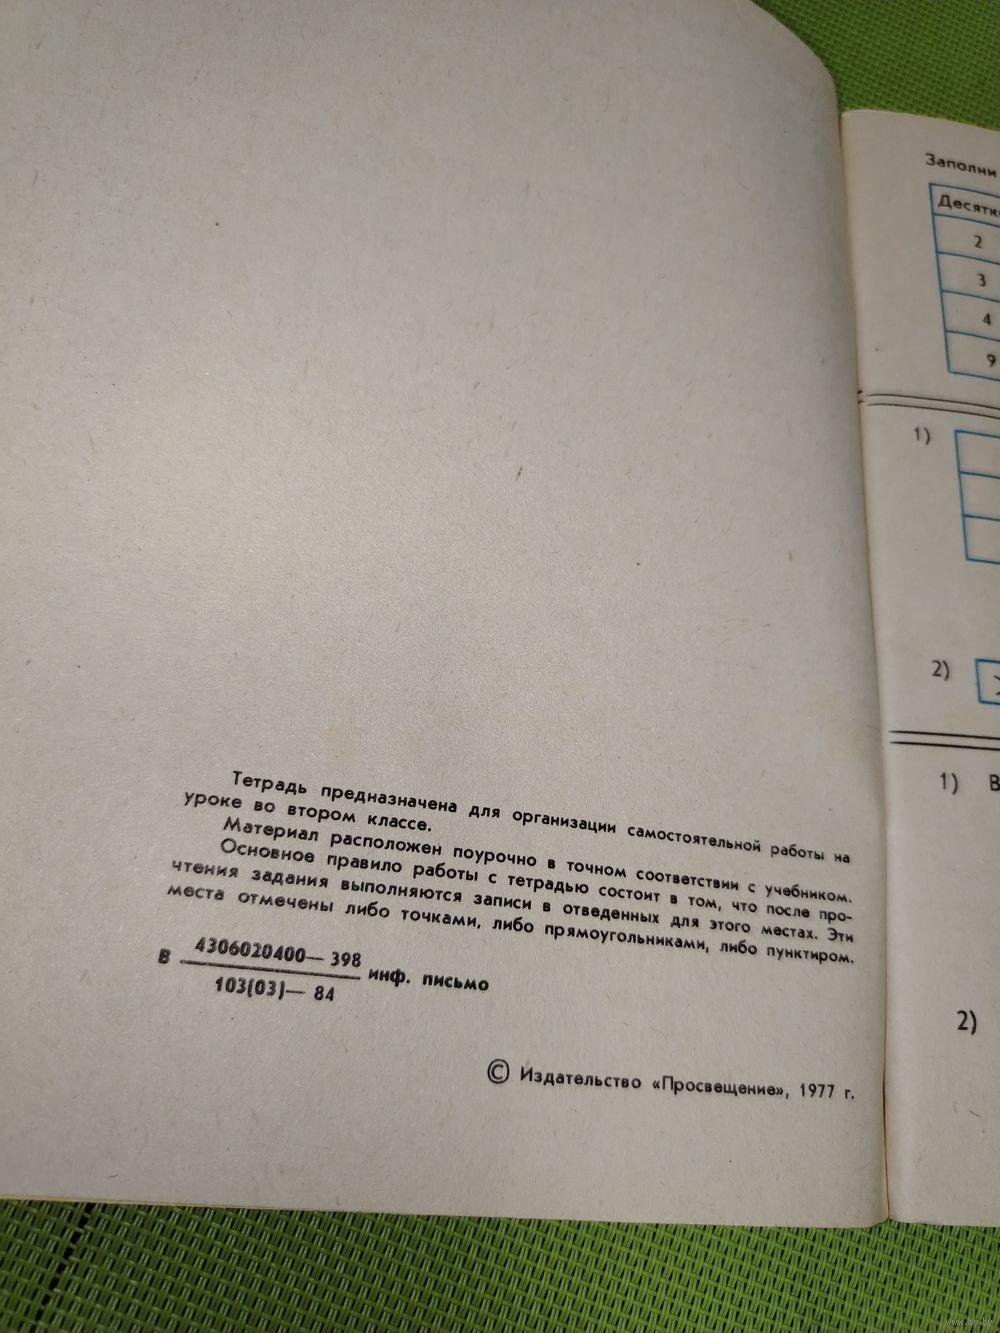 Тетрадь предназначена для организации самостоятельной работы на
уроке во втором классе.
Материал расположен поурочно в точном соответствии с учебником.
Основное правило работы с тетрадью состоит в том, что после про-
чтения задания выполняются записи в отведенных для этого местах. Эти
места отмечены либо точками, либо прямоугольниками, либо пунктиром.
В 4306020400— 398
103(03)— 84 инф. письмо
© Издательство «Просвещение», 1977 г.
Заполни
2
3
4
9
1)
2)
1) В
2)
www.ay.by